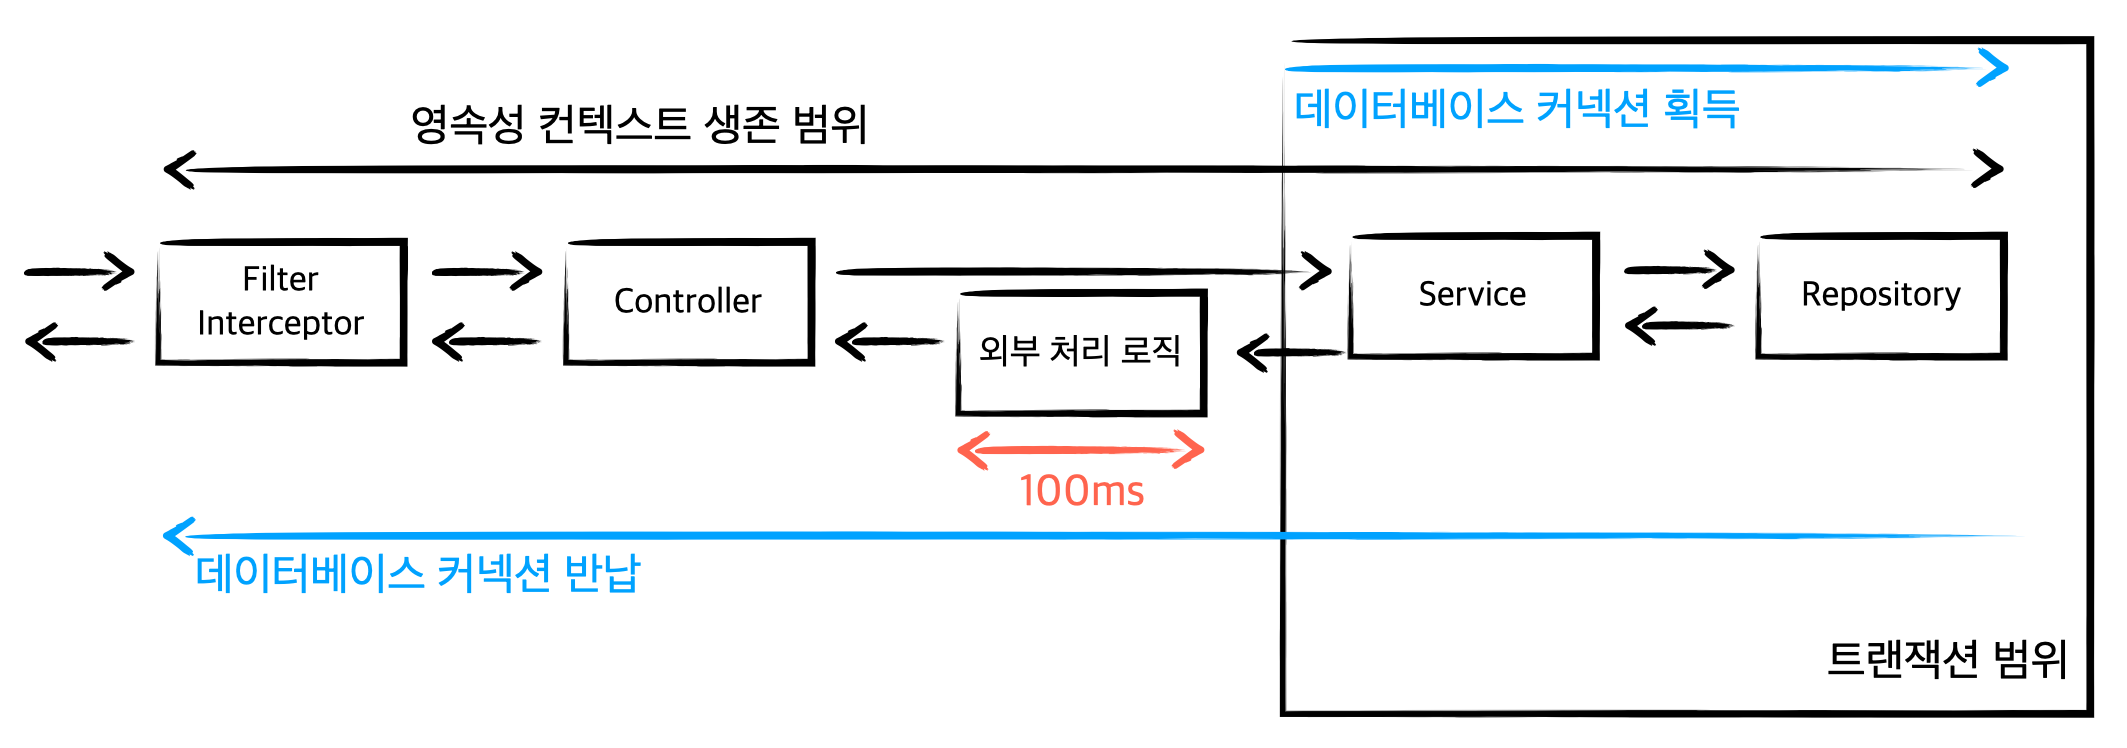 데이터베이스 커넥션 획득
영속성 컨텍스트 생존 범위
Filter
Interceptor
Controller
외부 처리 로직
Service
Repository
100ms
데이터베이스 커넥션 반납
트랜잭션 범위